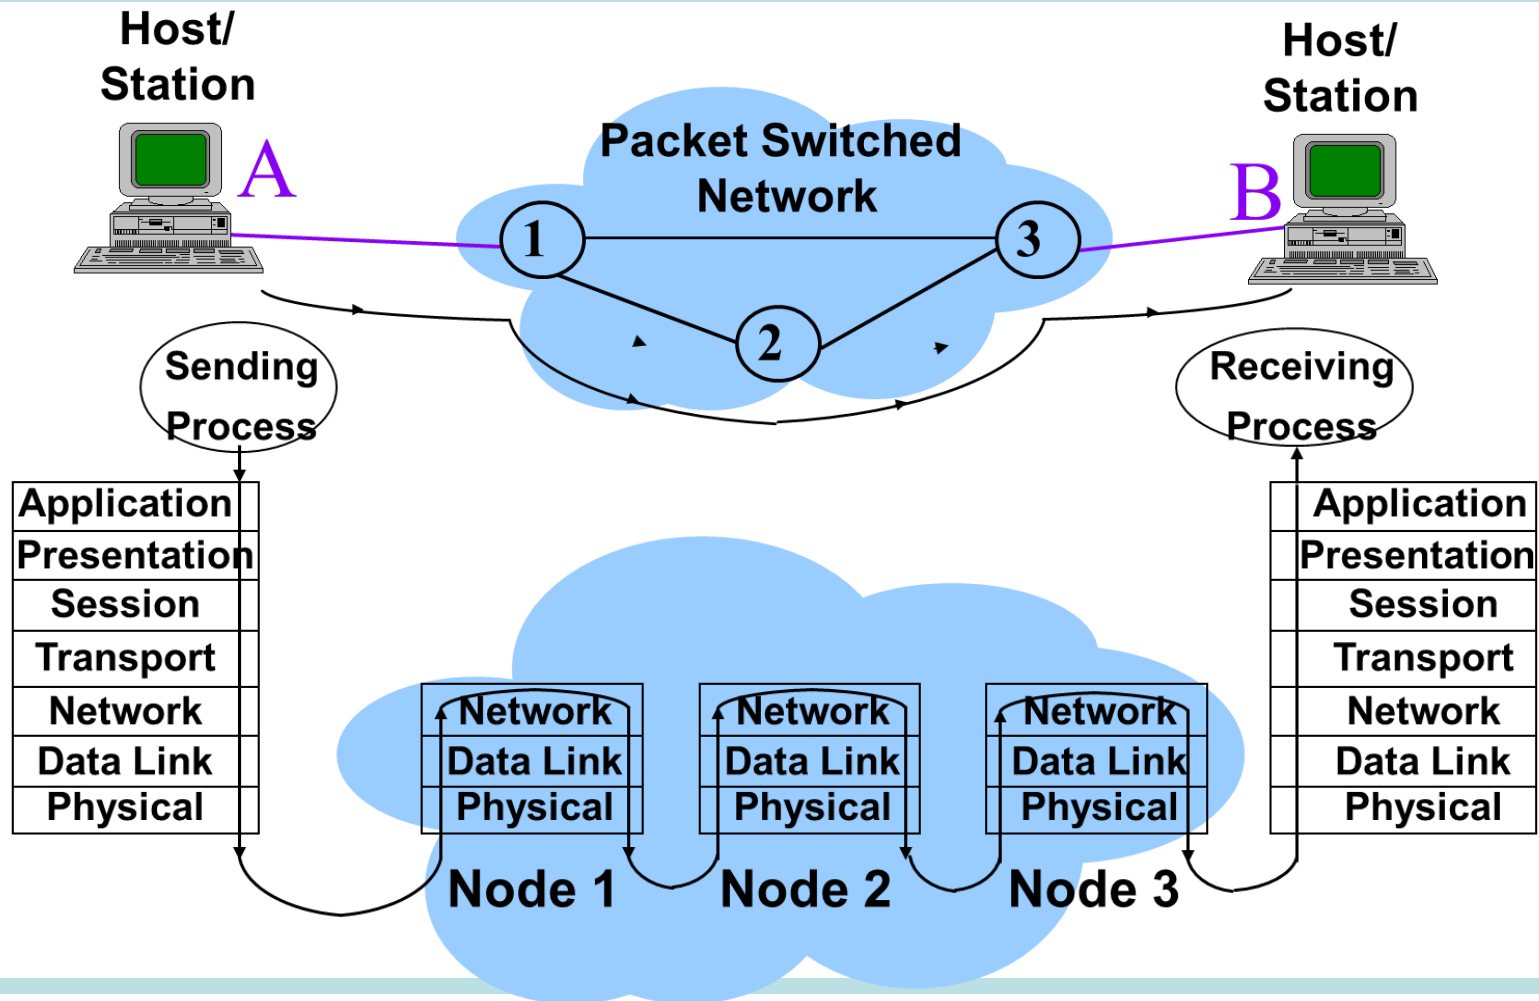 Host/
Station
A
Packet Switched
Network
Host/
Station
B
1
3
2
Sending
Process
Receiving
Process
Application
Presentation
Session
Transport
Network
Data Link
Physical
Network
Data Link
Physical
Node 1
Network
Data Link
Physical
Node 2
Network
Data Link
Physical
Node 3
Application
Presentation
Session
Transport
Network
Data Link
Physical